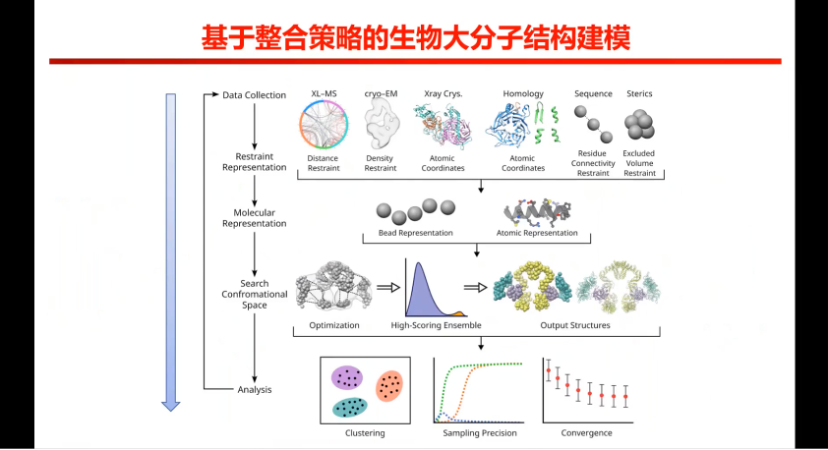 基于整合策略的生物大分子结构建模
Data Collection
XL–MS
cryo–EM
Xray Crys.
Homology
Sequence
Sterics
Restraint
Representation
Distance
Restraint
Density
Restraint
Atomic
Coordinates
Atomic
Coordinates
Residue
Connectivity
Restraint
Excluded
Volume
Restraint
Molecular
Representation
Bead Representation
Atomic Representation
Search
Confromational
Space
Optimization
High-Scoring Ensemble
Output Structures
Analysis
Clustering
Sampling Precision
Convergence